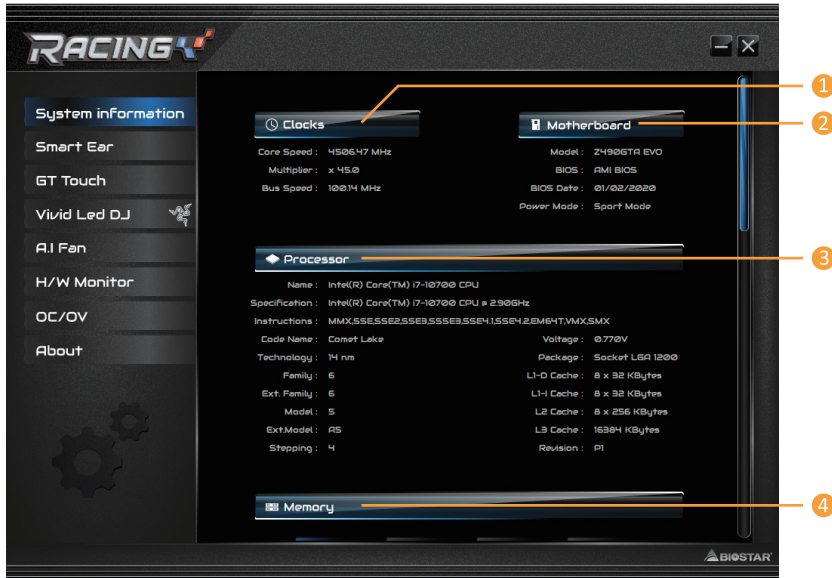 RACING
System information
Smart Ear
GT Touch
Vivid Led DJ
A.I Fan
H/W Monitor
OC/OV
About
Clocks
Core Speed : 4506.47 MHz
Multiplier : x 45.0
Bus Speed : 100.14 MHz
Motherboard
Model : Z490GTA EVO
BIOS : AMI BIOS
BIOS Date : 01/02/2020
Power Mode : Sport Mode
Processor
Name : Intel(R) Core(TM) i7-10700 CPU
Specification : Intel(R) Core(TM) i7-10700 CPU @ 2.90GHz
Instructions : MMX,SSE,SSE2,SSE3,SSSE3,SSE4.1,SSE4.2,EM64T,VMX,SMX
Code Name : Comet Lake
Technology : 14 nm
Family : 6
Ext. Family : 6
Model : 5
Ext.Model : A5
Stepping : 4
Voltage : 0.770V
Package : Socket LGA 1200
L1-D Cache : 8 x 32 KBytes
L1-I Cache : 8 x 32 KBytes
L2 Cache : 8 x 256 KBytes
L3 Cache : 16384 KBytes
Revision : P1
Memory
BIOSTAR
1
2
3
4